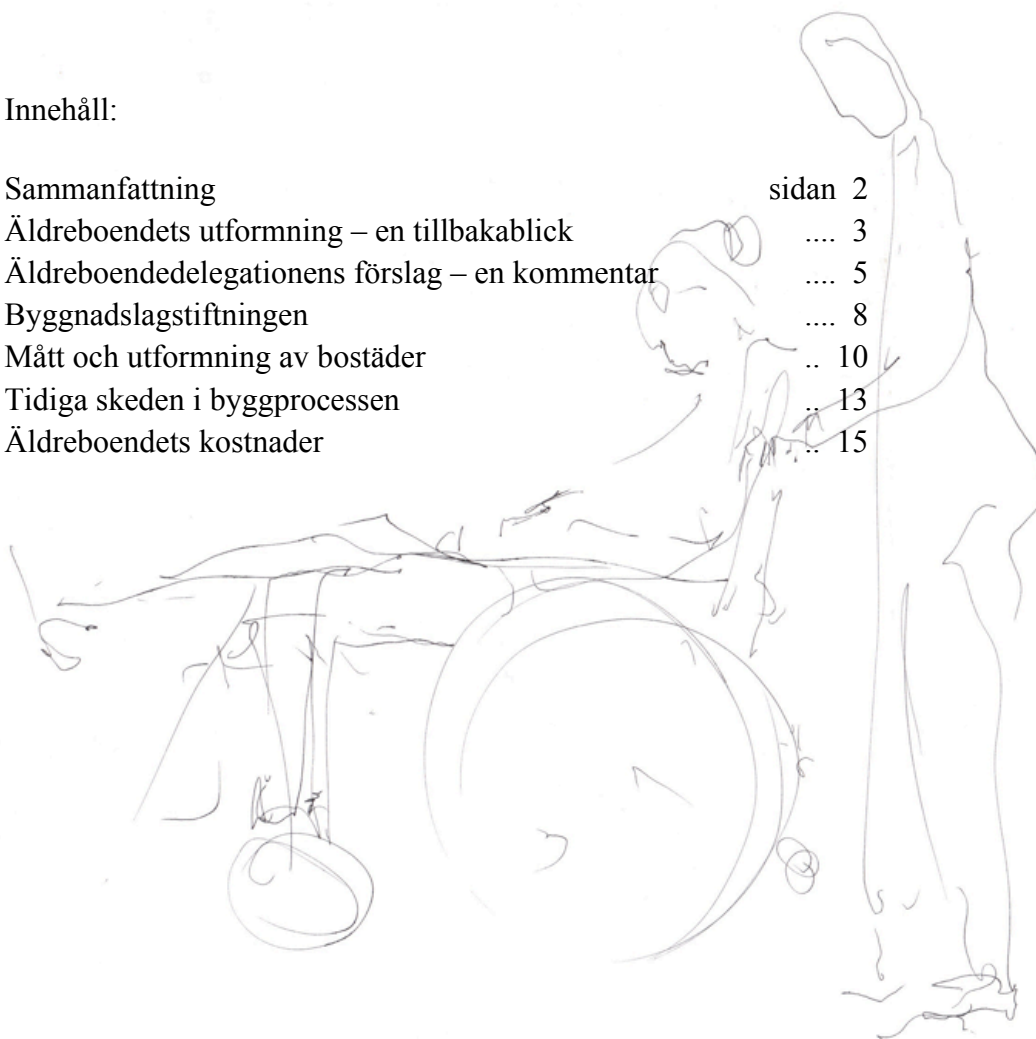 Innehåll:
Sammanfattning sidan 2
Äldreboendets utformning – en tillbakablick .... 3
Äldreboendedelegationens förslag – en kommentar .... 5
Byggnadslagstiftningen .... 8
Mått och utformning av bostäder .. 10
Tidiga skeden i byggprocessen .. 13
Äldreboendets kostnader .. 15